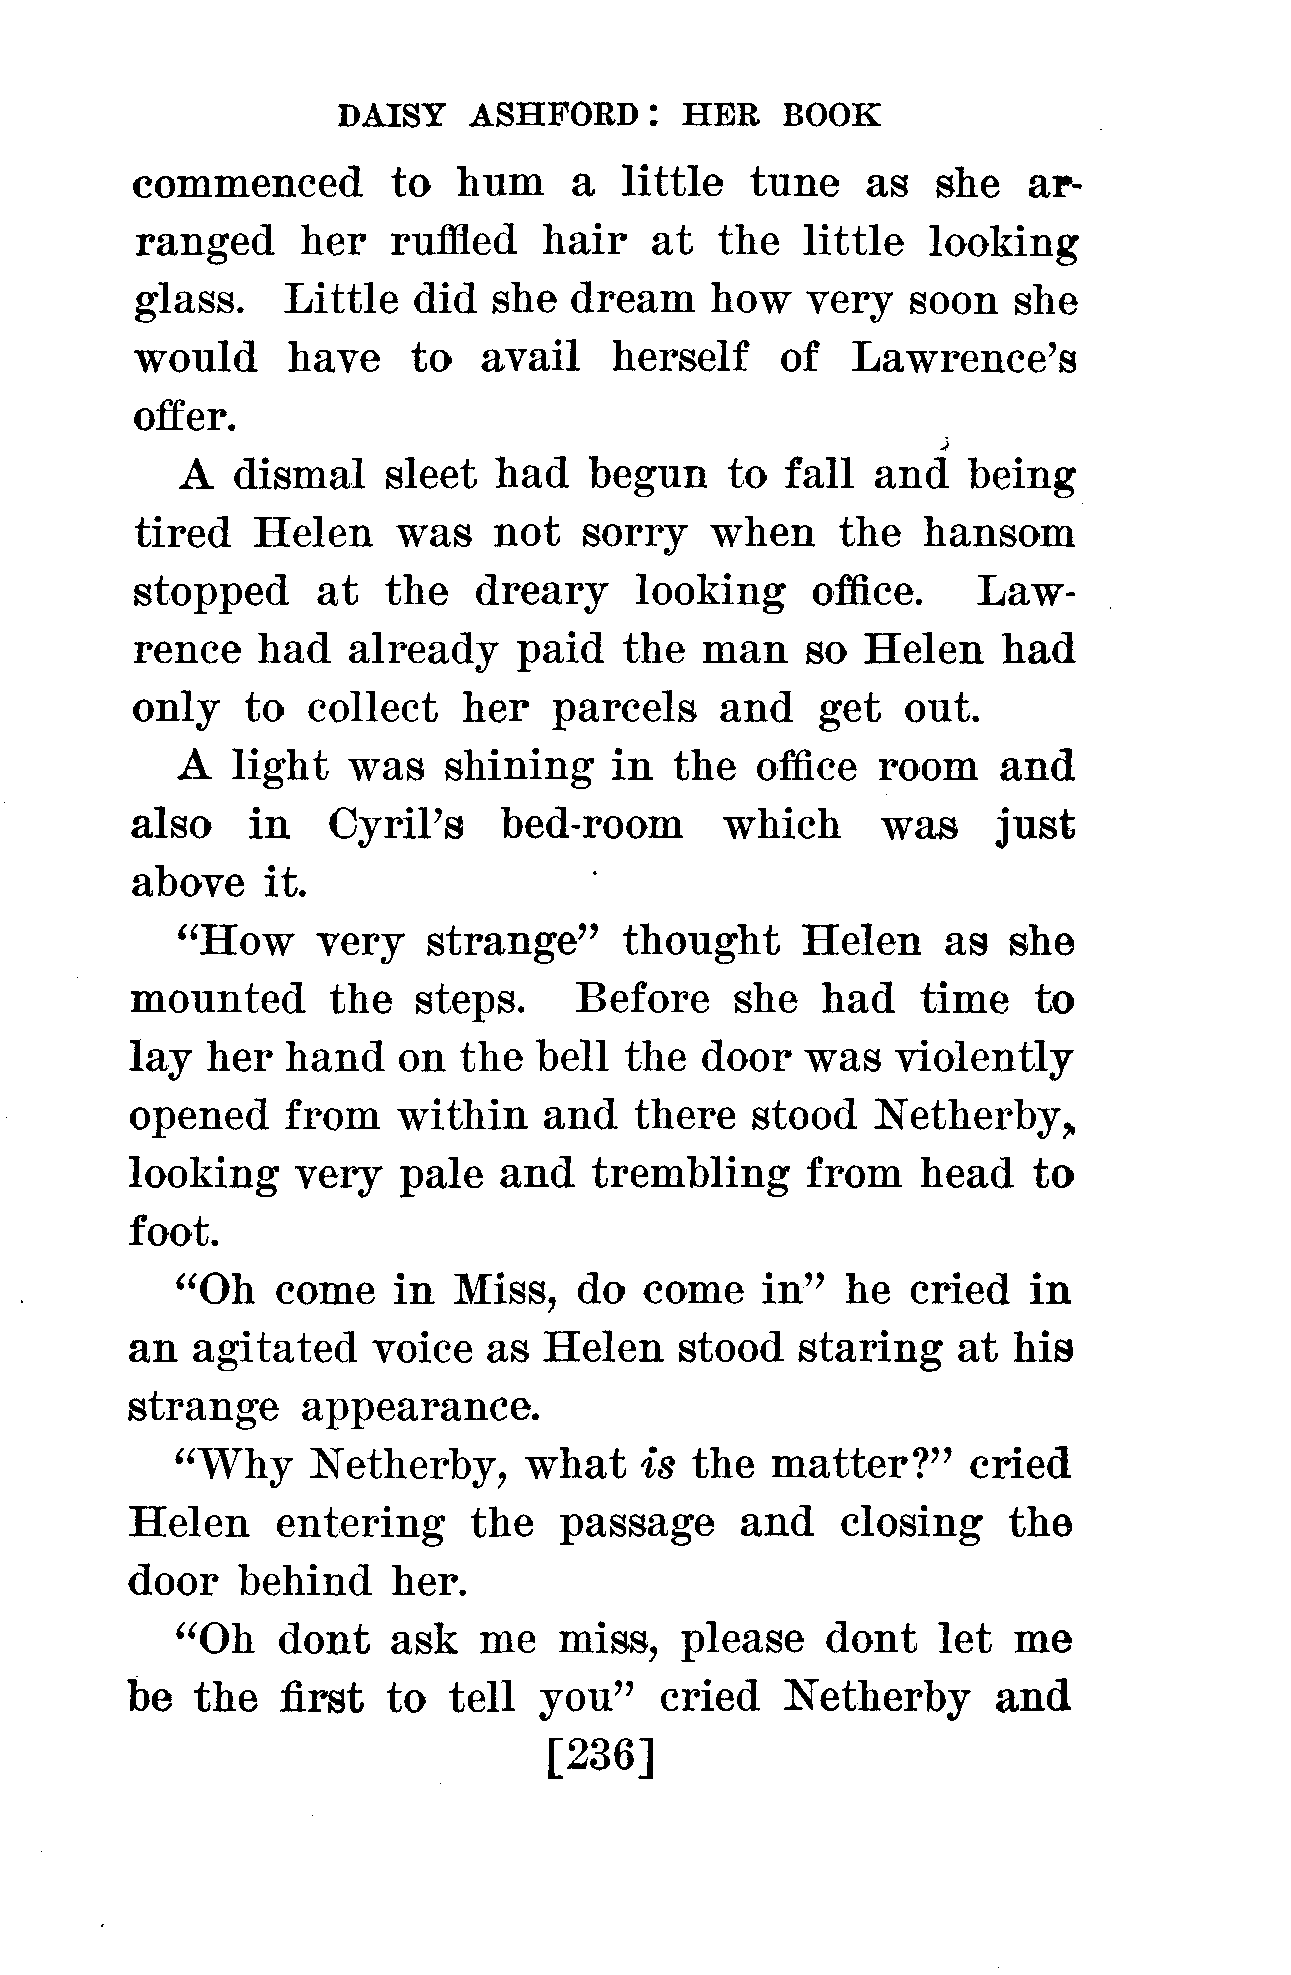 DAISY ASHFORD: HER BOOK
commenced to hum a little tune as she ar-
ranged her ruffled hair at the little looking
glass. Little did she dream how very soon she
would have to avail herself of Lawrence's
offer.
A dismal sleet had begun to fall and being
tired Helen was not sorry when the hansom
stopped at the dreary looking office. Law-
rence had already paid the man so Helen had
only to collect her parcels and get out.
A light was shining in the office room and
also in Cyril's bed-room which was just
above it.
"How very strange" thought Helen as she
mounted the steps. Before she had time to
lay her hand on the bell the door was violently
opened from within and there stood Netherby,
looking very pale and trembling from head to
foot.
"Oh come in Miss, do come in" he cried in
an agitated voice as Helen stood staring at his
strange appearance.
"Why Netherby, what is the matter?" cried
Helen entering the passage and closing the
door behind her.
"Oh dont ask me miss, please dont let me
be the first to tell you" cried Netherby and
[236]